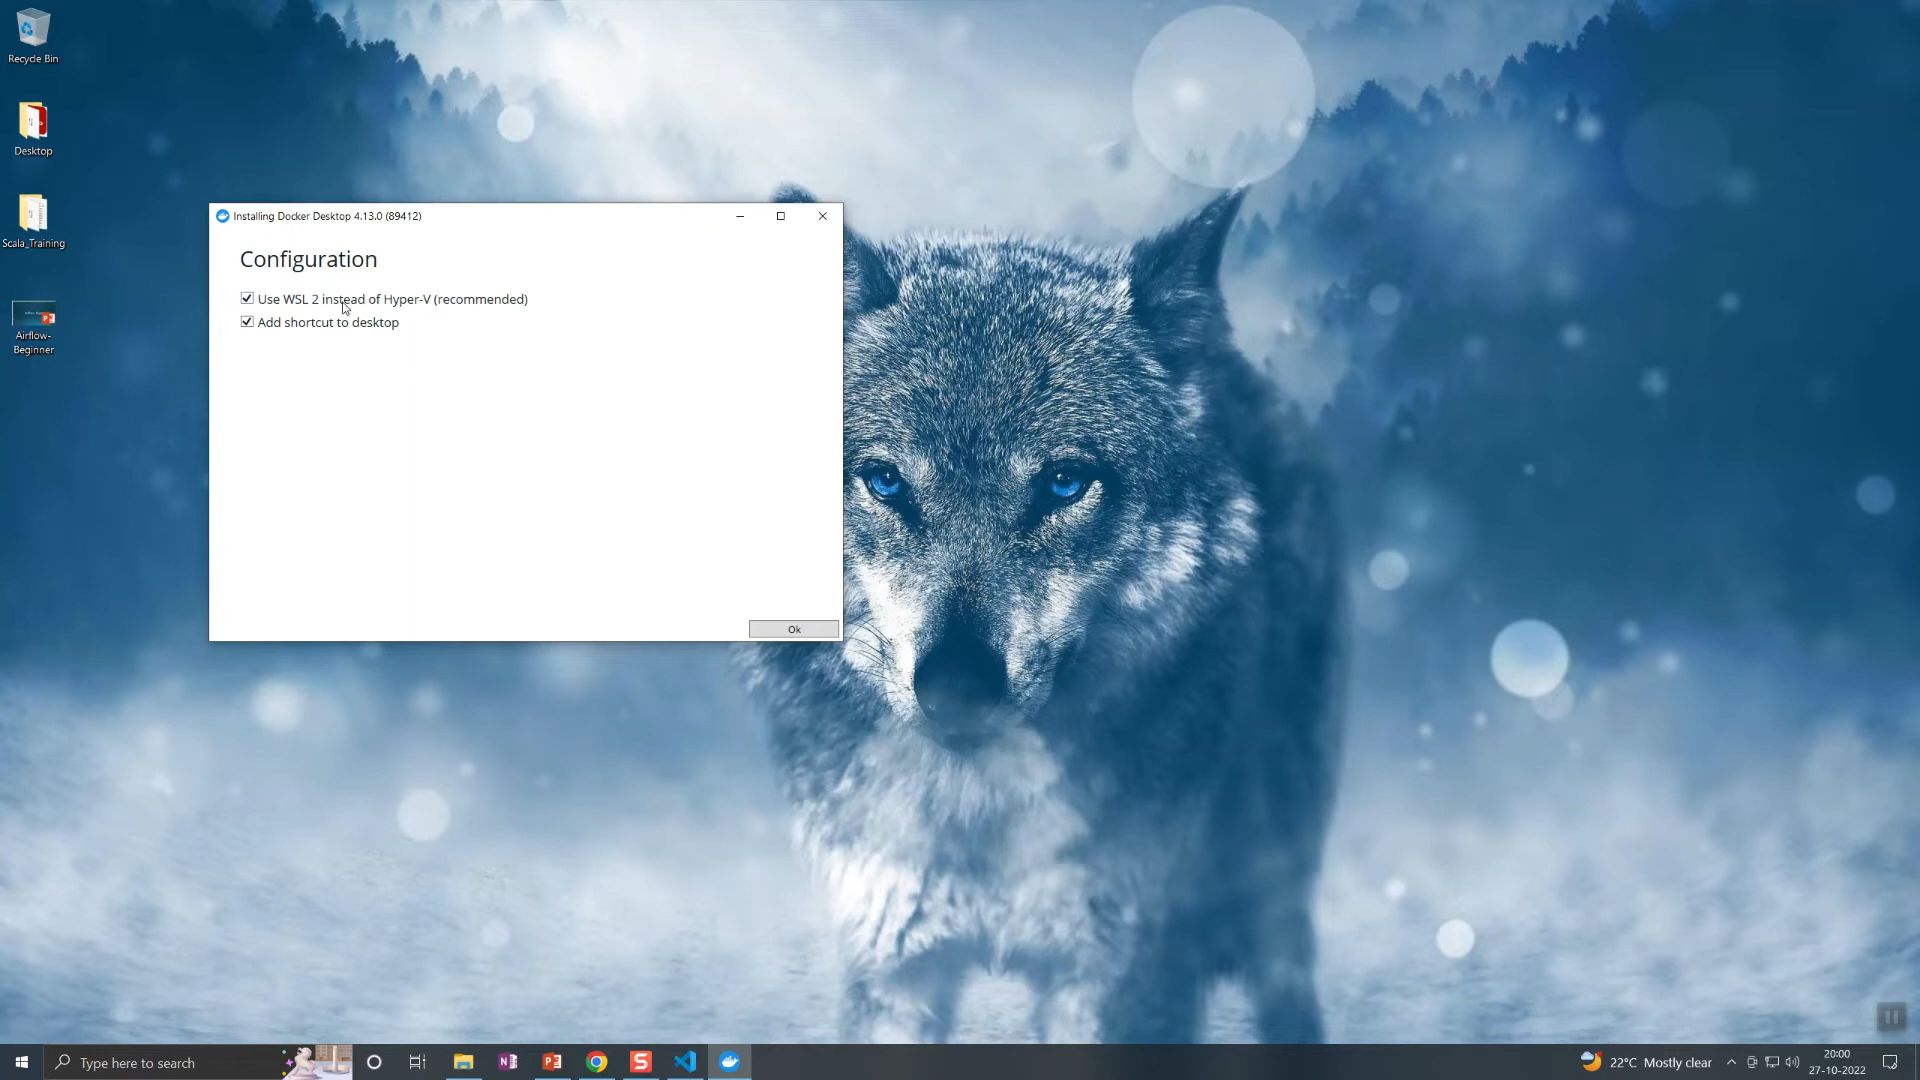 Recycle Bin
Desktop
Scala_Training
Airflow-
Beginner
Installing Docker Desktop 4.13.0 (89412)
Configuration
Use WSL 2 instead of Hyper-V (recommended)
Add shortcut to desktop
Ok
Type here to search
22°C Mostly clear
20:00
27-10-2022